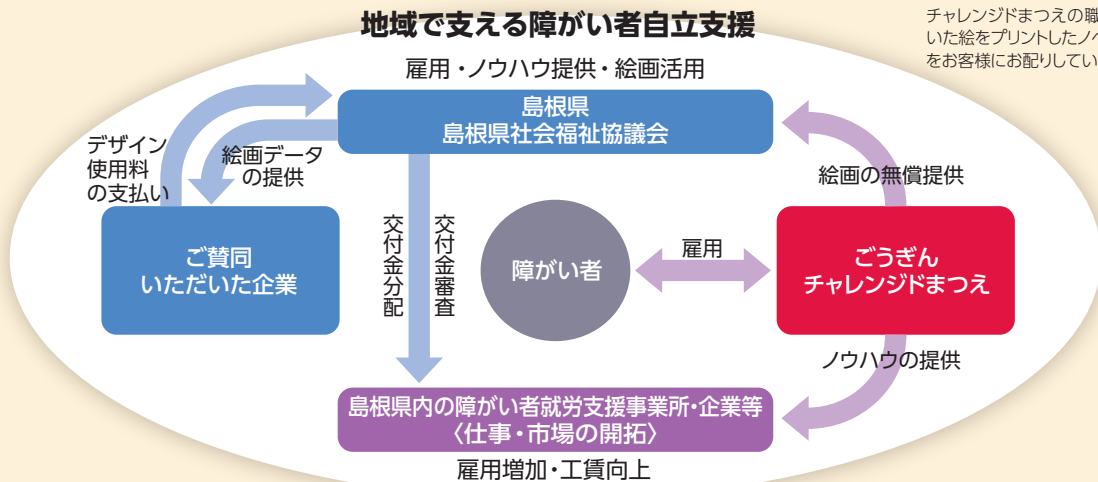 地域で支える障がい者自立支援
チャレンジドまつえの職
いた絵をプリントしたノベ
をお客様にお配りしてい
雇用・ノウハウ提供・絵画活用
島根県
島根県社会福祉協議会
デザイン
使用料
の支払い
絵画データ
の提供
絵画の無償提供
ご賛同
いただいた企業
交付金分配
交付金審査
障がい者
雇用
ごうぎん
チャレンジドまつえ
ノウハウの提供
島根県内の障がい者就労支援事業所・企業等
〈仕事・市場の開拓〉
雇用増加・工賃向上